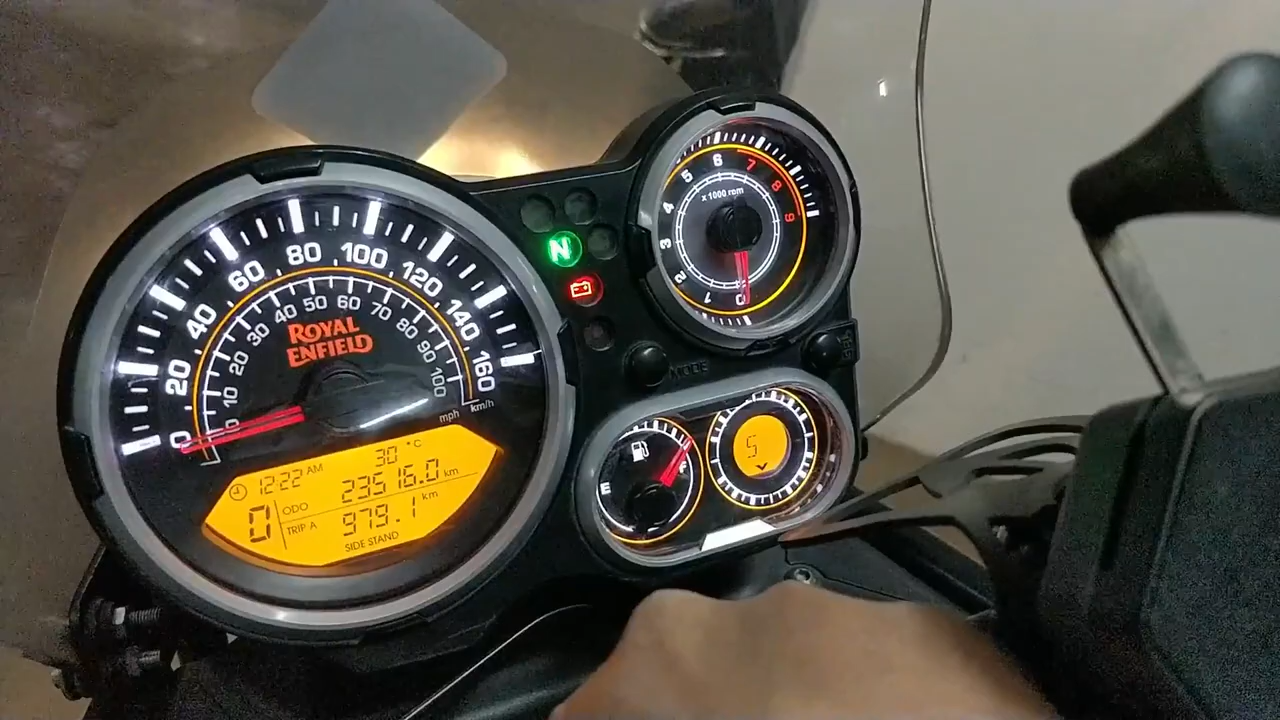 0 20 40 60 80 100 120 140 160
0 10 20 30 40 50 60 70 80 90 100
mph km/h
ROYAL
ENFIELD
12:22 AM 30 °C
ODO 23516.0 km
0 TRIP A 979.1 km
SIDE STAND
N
0 1 2 3 4 5 6 7 8 9
x 1000 rpm
MODE
E F
S